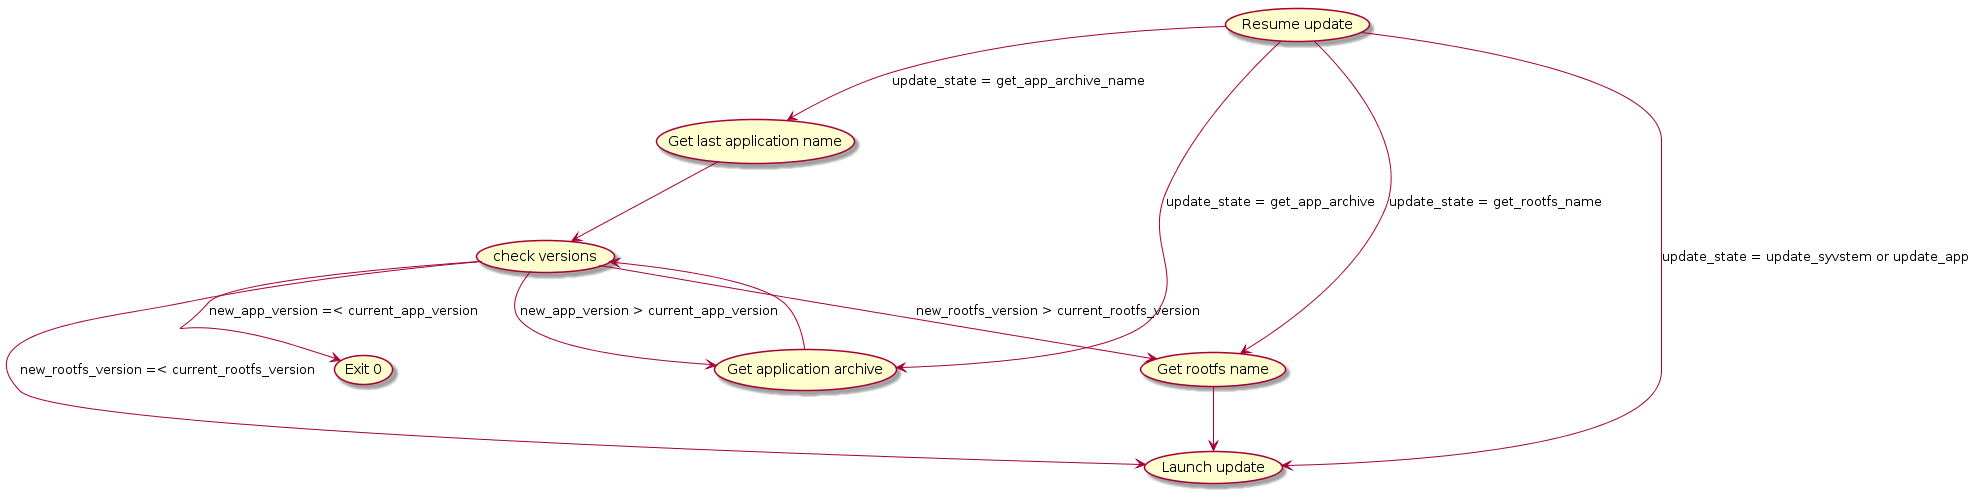 Resume update
update_state = get_app_archive_name
Get last application name
update_state = get_app_archive
update_state = get_rootfs_name
check versions
update_state = update_syvstem or update_app
new_app_version =< current_app_version
new_app_version > current_app_version
new_rootfs_version > current_rootfs_version
new_rootfs_version =< current_rootfs_version
Exit 0
Get application archive
Get rootfs name
Launch update